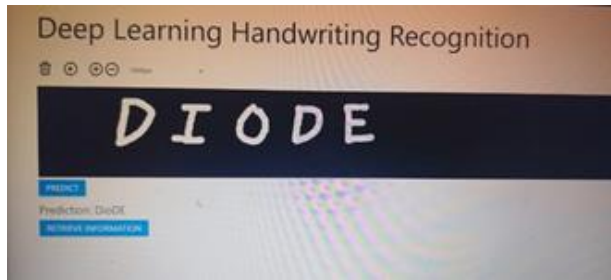 Deep Learning Handwriting Recognition
DIODE
PREDICT
Prediction: DioDE
RETRIEVE INFORMATION